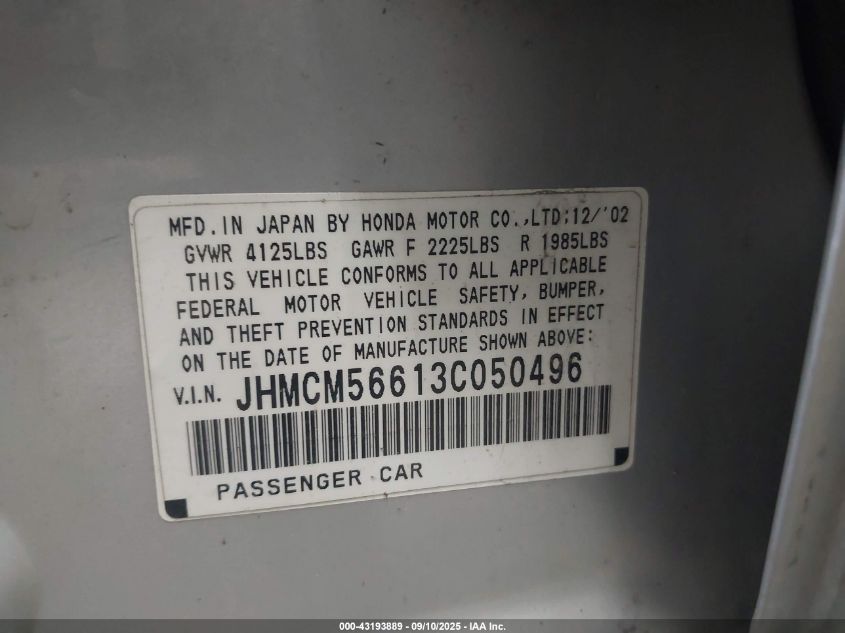 MFD. IN JAPAN BY HONDA MOTOR CO.,LTD:12/'02
GVWR 4125LBS GAWR F 2225LBS R 1985LBS
THIS VEHICLE CONFORMS TO ALL APPLICABLE
FEDERAL MOTOR VEHICLE SAFETY, BUMPER,
AND THEFT PREVENTION STANDARDS IN EFFECT
ON THE DATE OF MANUFACTURE SHOWN ABOVE:
V.I.N. JHMCM56613C050496
PASSENGER CAR
000-43193889 - 09/10/2025 - IAA Inc.